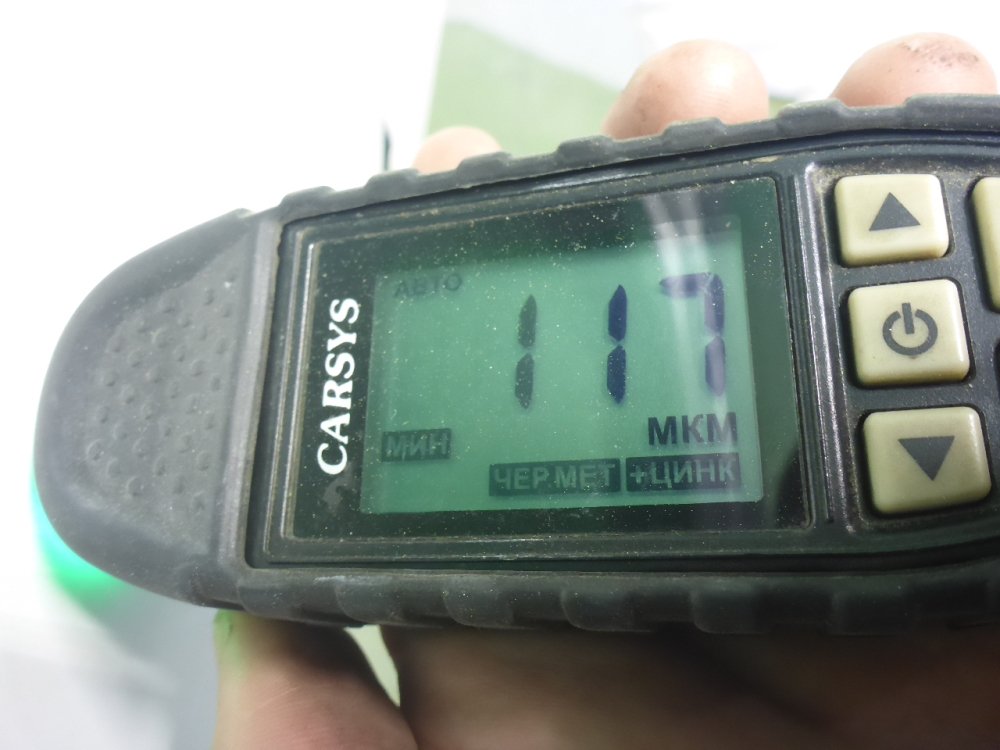 CARSYS
АВТО
117
МКМ
МИН
ЧЕР.МЕТ +ЦИНК